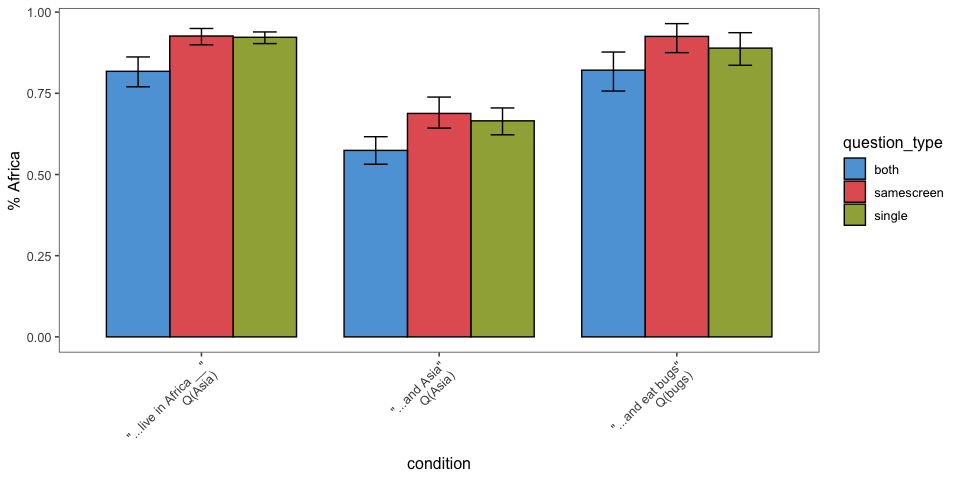 1.00
0.75
0.50
0.25
0.00
% Africa
"...live in Africa __"
Q(Asia)
" ...and Asia"
Q(Asia)
" ...and eat bugs"
Q(bugs)
condition
question_type
both
samescreen
single